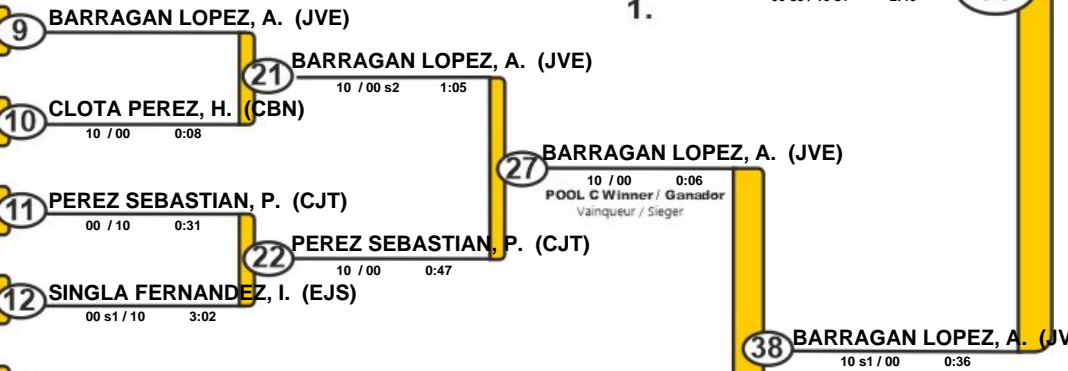 1.
9 BARRAGAN LOPEZ, A. (JVE)
21 BARRAGAN LOPEZ, A. (JVE)
10 / 00 s2 1:05
10 CLOTA PEREZ, H. (CBN)
10 / 00 0:08
27 BARRAGAN LOPEZ, A. (JVE)
10 / 00 0:06
POOL C Winner / Ganador
Vainqueur / Sieger
11 PEREZ SEBASTIAN, P. (CJT)
00 / 10 0:31
22 PEREZ SEBASTIAN, P. (CJT)
10 / 00 0:47
12 SINGLA FERNANDEZ, I. (EJS)
00 s1 / 10 3:02
38 BARRAGAN LOPEZ, A. (JV
10 s1 / 00 0:36